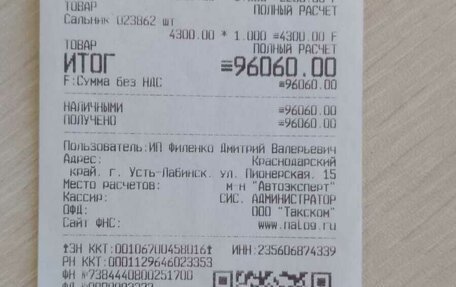 ТОВАР ПОЛНЫЙ РАСЧЕТ
Сальник 023862 шт
4300.00 * 1.000 =4300.00 F
ТОВАР ПОЛНЫЙ РАСЧЕТ
ИТОГ =96060.00
F:Сумма без НДС =96060.00
НАЛИЧНЫМИ =96060.00
ПОЛУЧЕНО =96060.00
Пользователь:ИП Филенко Дмитрий Валерьевич
Адрес: Краснодарский
край, г. Усть-Лабинск, ул. Пионерская, 15
Место расчетов: м-н "Автоэксперт"
Кассир: СИС. АДМИНИСТРАТОР
ОФД: ООО "Такском"
Сайт ФНС: www.nalog.ru
ЗН ККТ:00106700458016 ИНН:235606874339
РН ККТ:0001129646023353
ФН №7384440800251700